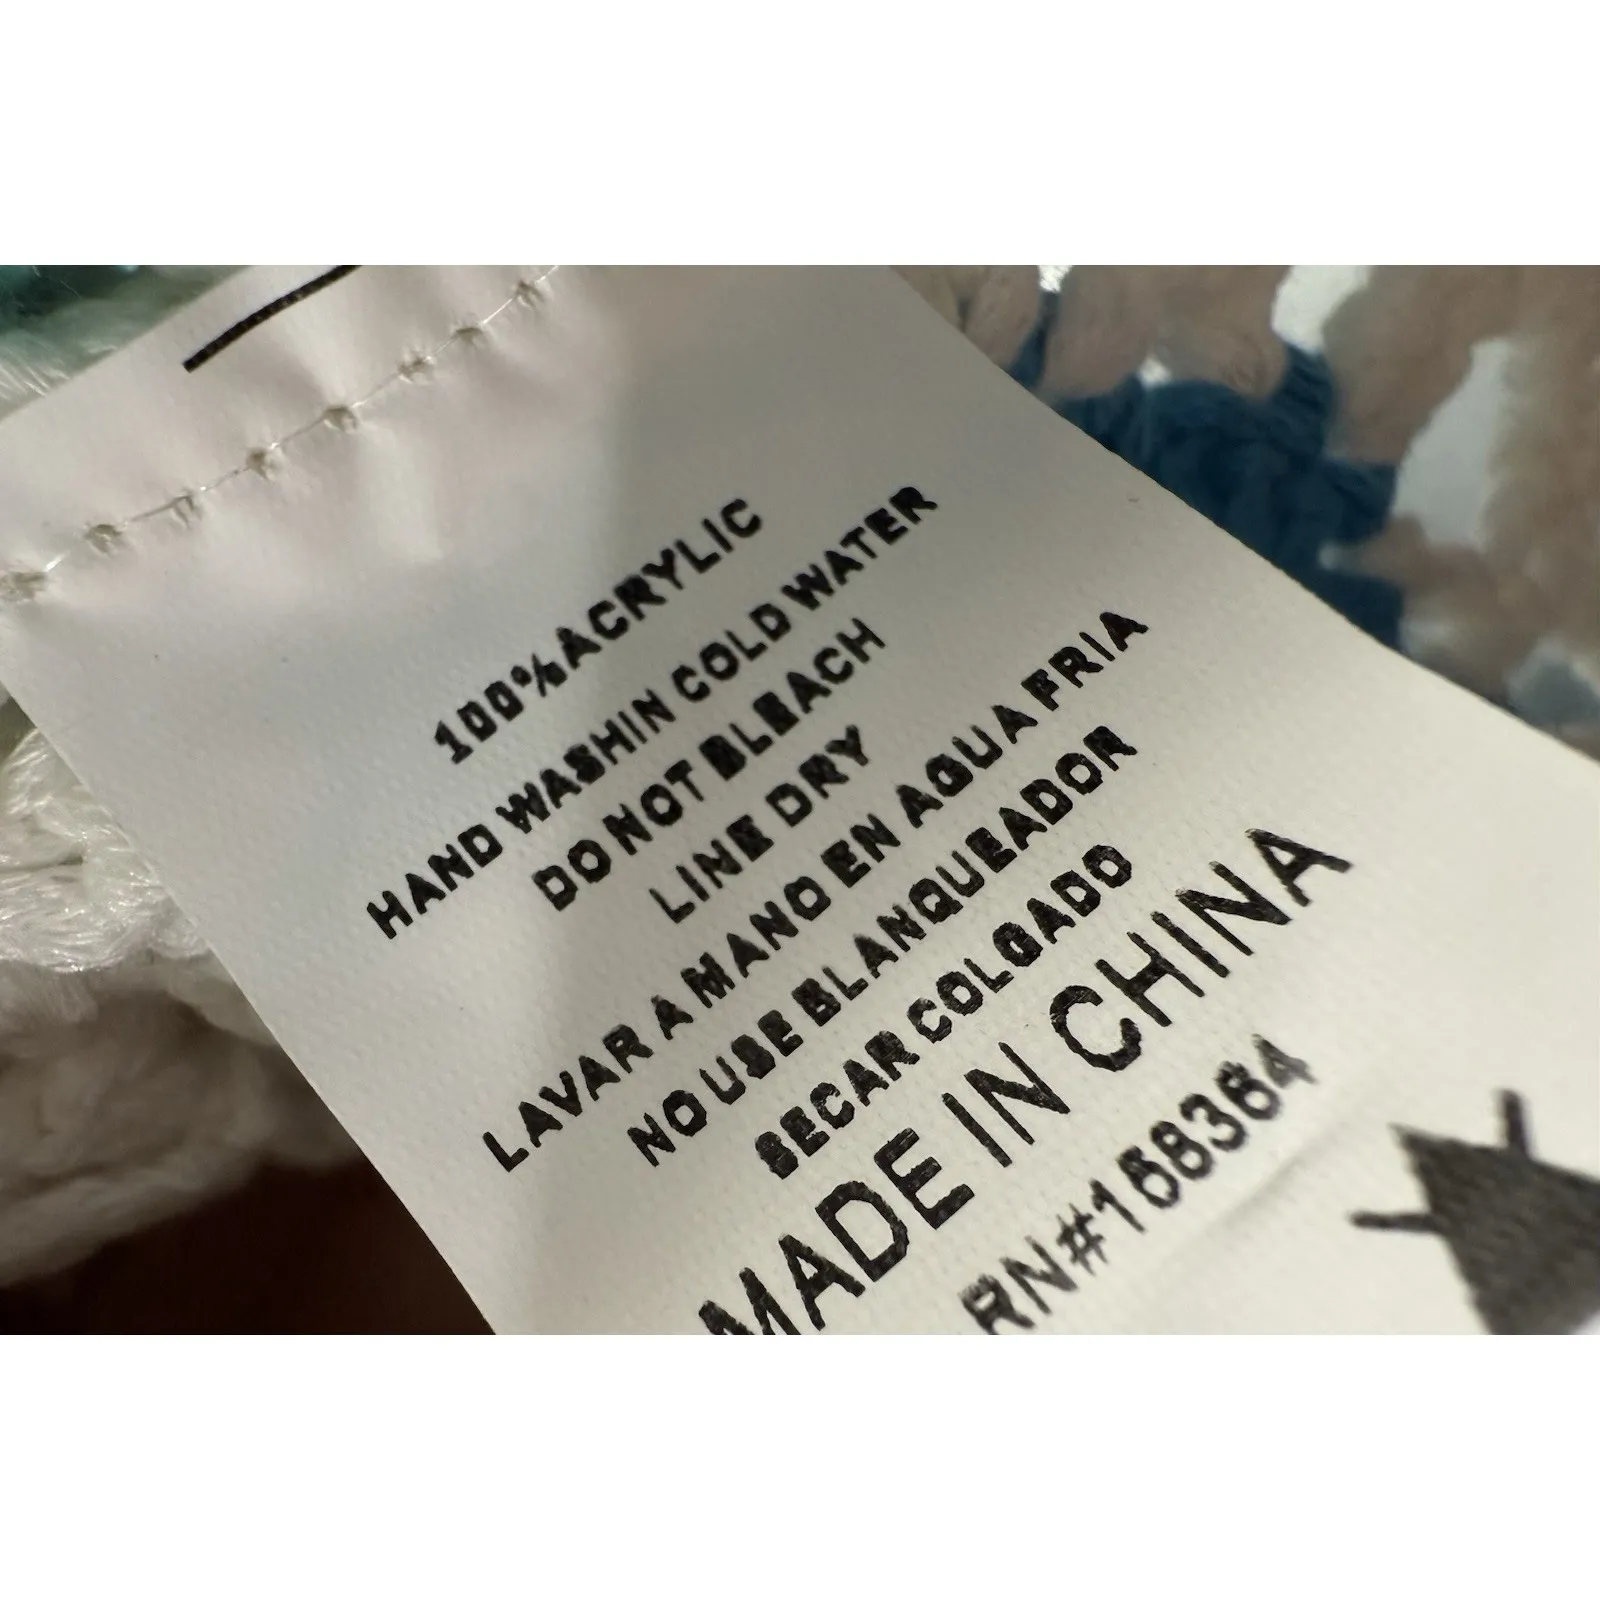 100%ACRYLIC
HAND WASHIN COLD WATER
DO NOT BLEACH
LINE DRY
LAVAR A MANO EN AGUA FRIA
NO USE BLANQUEADOR
SECAR COLGADO
MADE IN CHINA
RN#158364